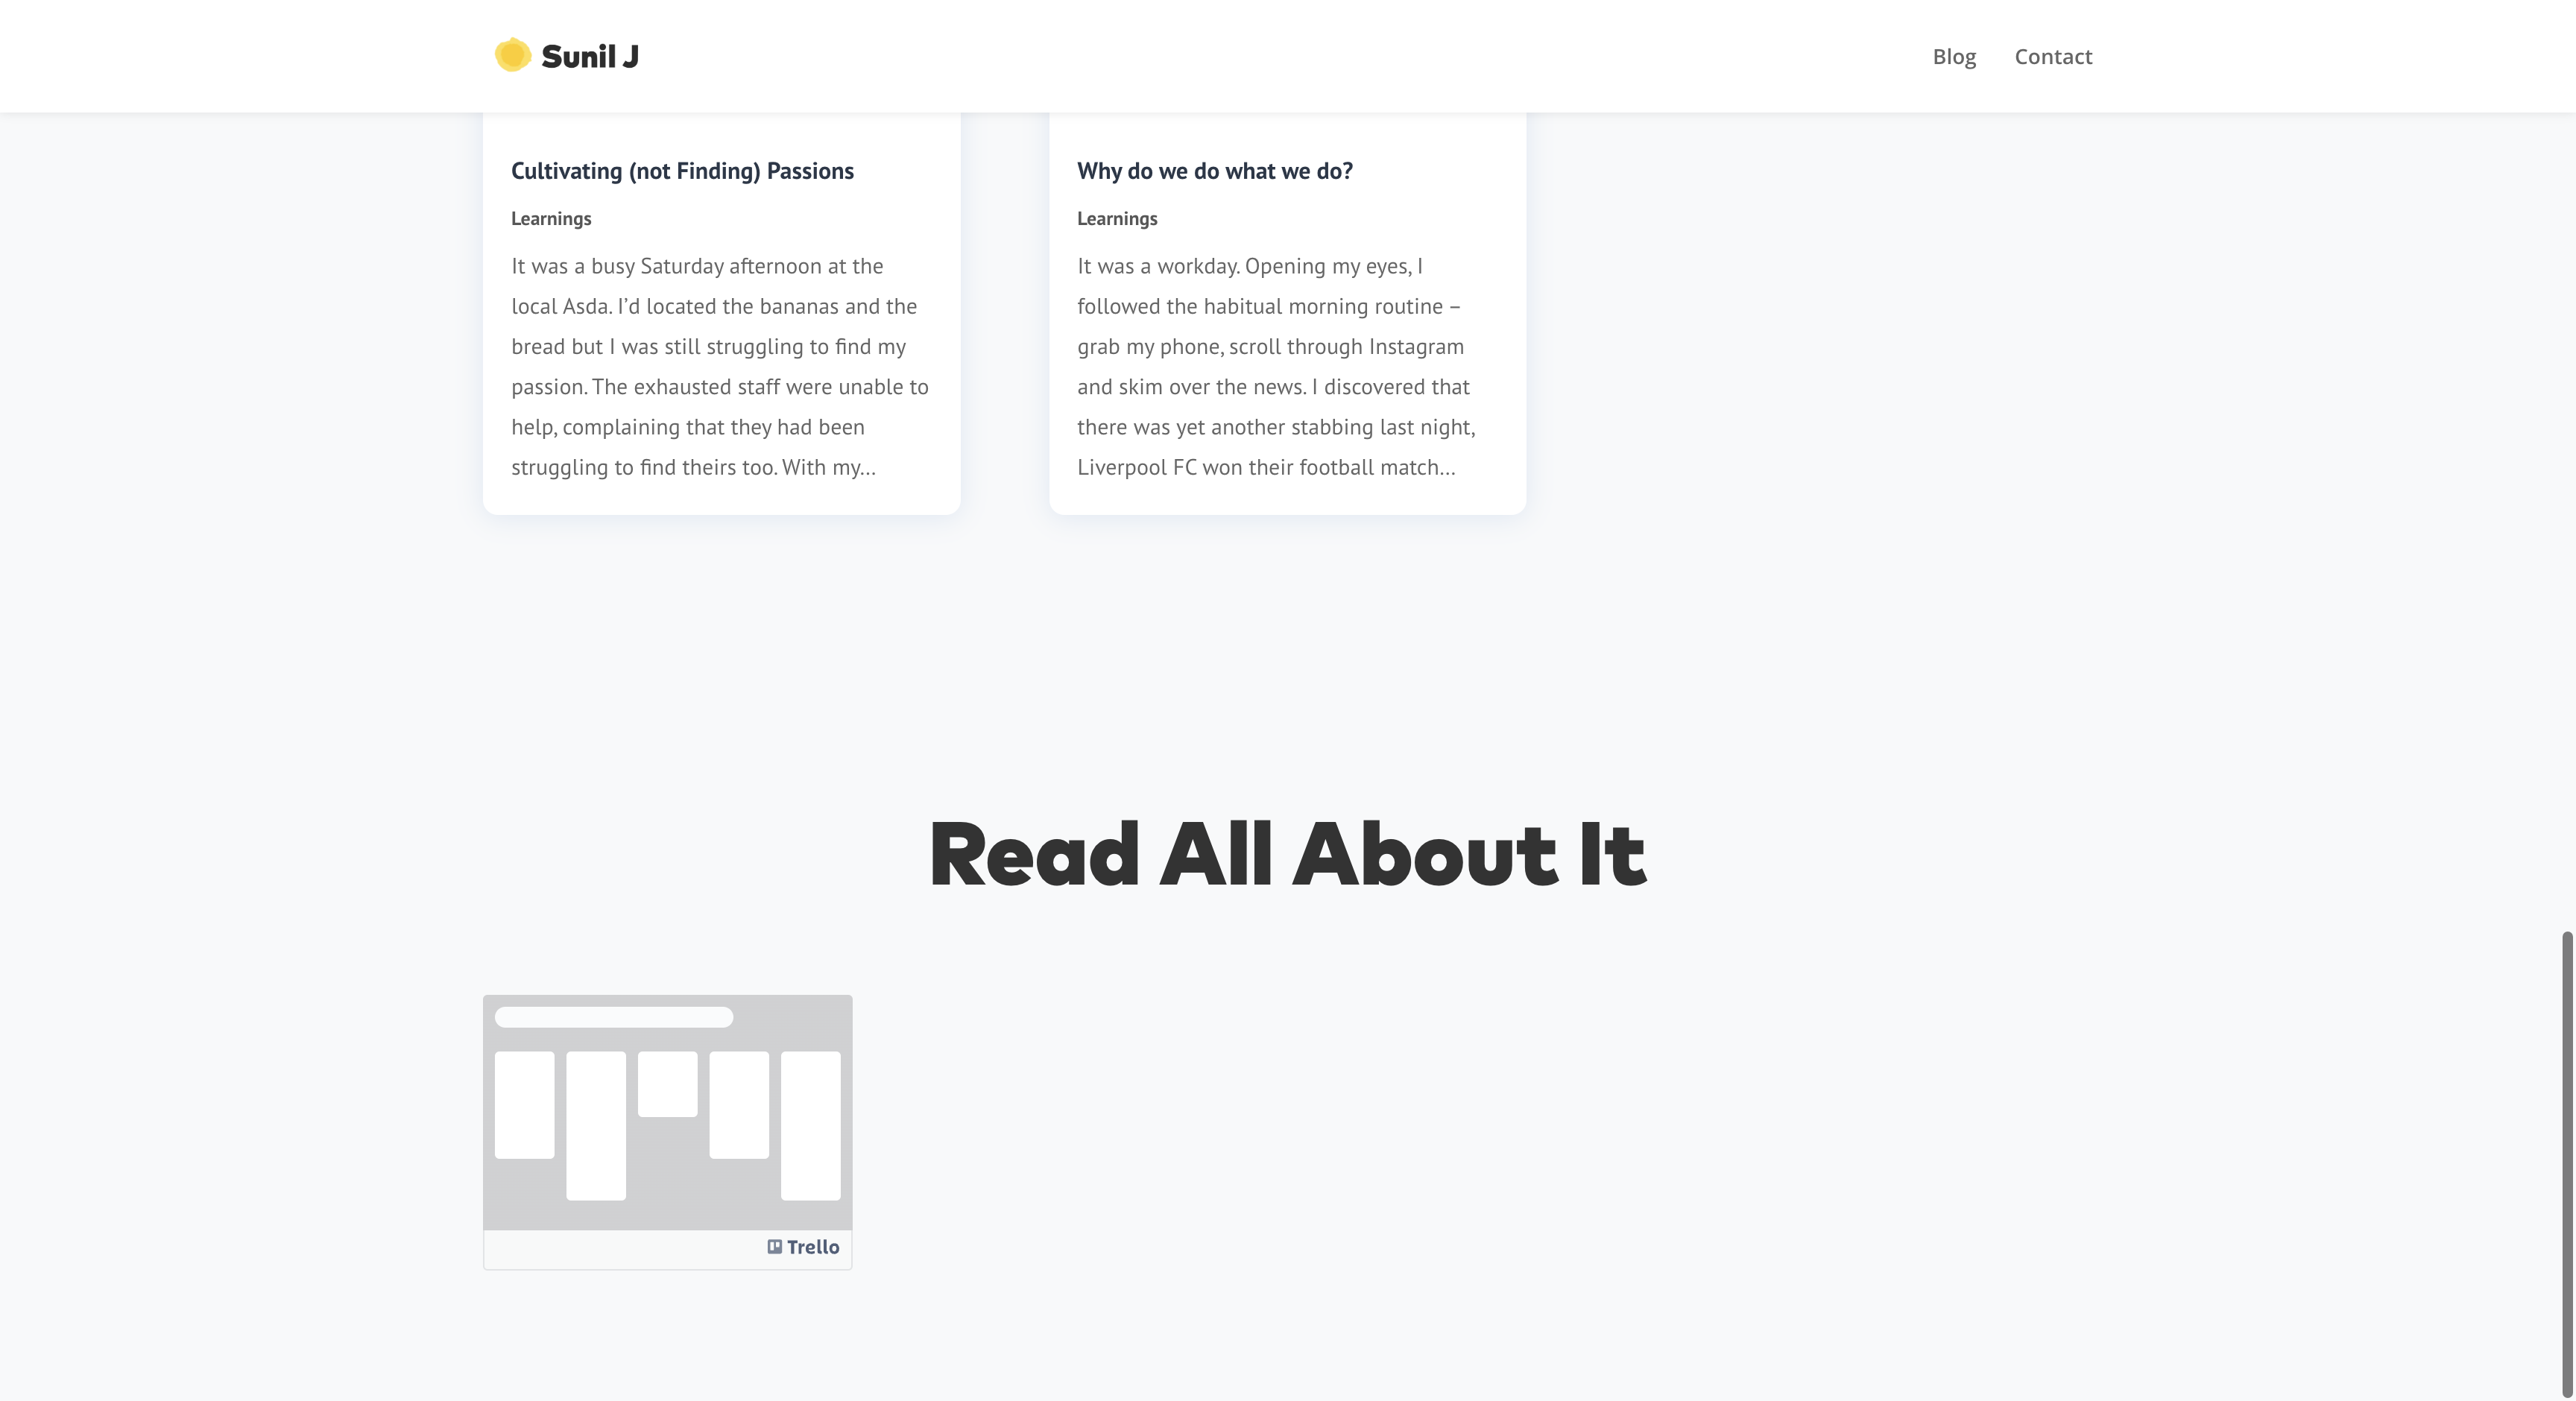 Sunil J
Blog
Contact
Cultivating (not Finding) Passions
Learnings
It was a busy Saturday afternoon at the
local Asda. I’d located the bananas and the
bread but I was still struggling to find my
passion. The exhausted staff were unable to
help, complaining that they had been
struggling to find theirs too. With my...
Why do we do what we do?
Learnings
It was a workday. Opening my eyes, I
followed the habitual morning routine –
grab my phone, scroll through Instagram
and skim over the news. I discovered that
there was yet another stabbing last night,
Liverpool FC won their football match...
Read All About It
Trello